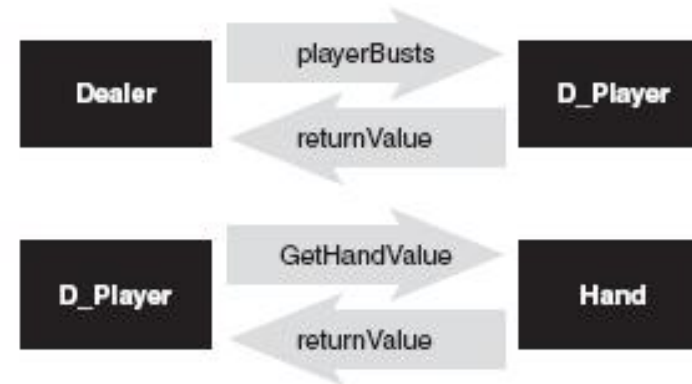 playerBusts
Dealer
D_Player
returnValue
GetHandValue
D_Player
Hand
returnValue